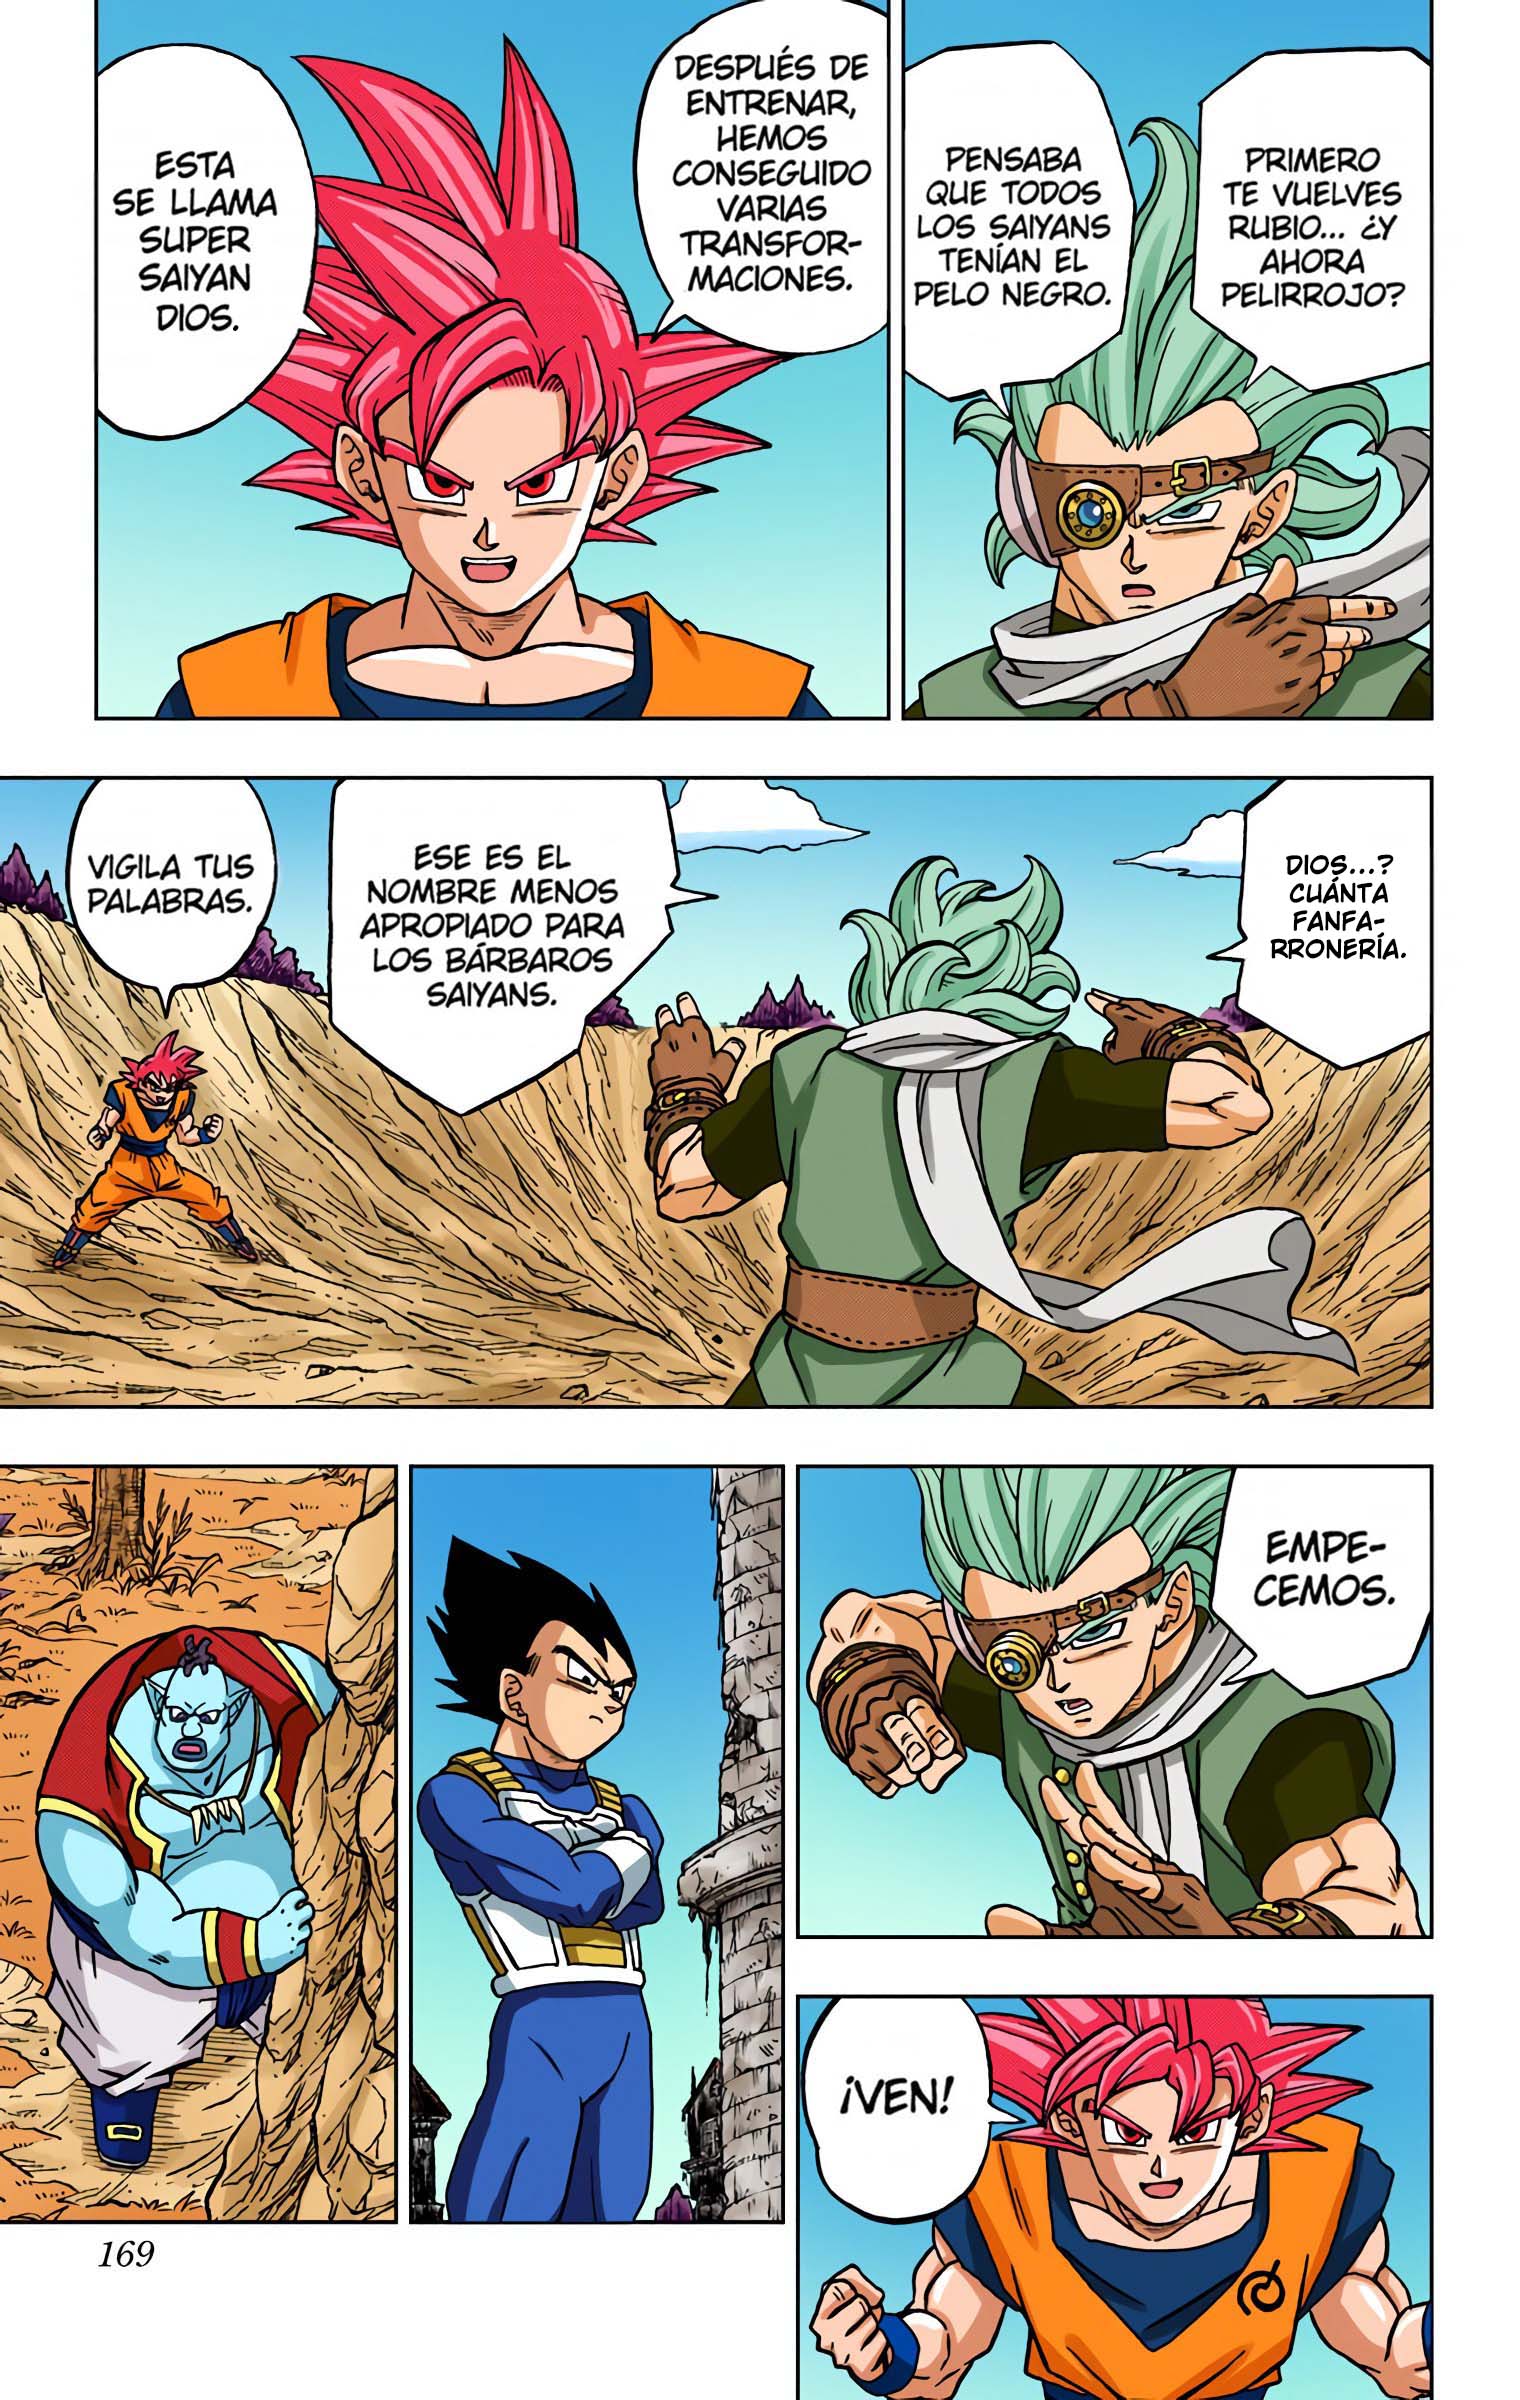 PRIMERO
TE VUELVES
RUBIO... ¿Y
AHORA
PELIRROJO?
PENSABA
QUE TODOS
LOS SAIYANS
TENÍAN EL
PELO NEGRO.
DESPUÉS DE
ENTRENAR,
HEMOS
CONSEGUIDO
VARIAS
TRANSFOR-
MACIONES.
ESTA
SE LLAMA
SUPER
SAIYAN
DIOS.
DIOS...?
CUÁNTA
FANFA-
RRONERÍA.
ESE ES EL
NOMBRE MENOS
APROPIADO PARA
LOS BÁRBAROS
SAIYANS.
VIGILA TUS
PALABRAS.
EMPE-
CEMOS.
¡VEN!
169